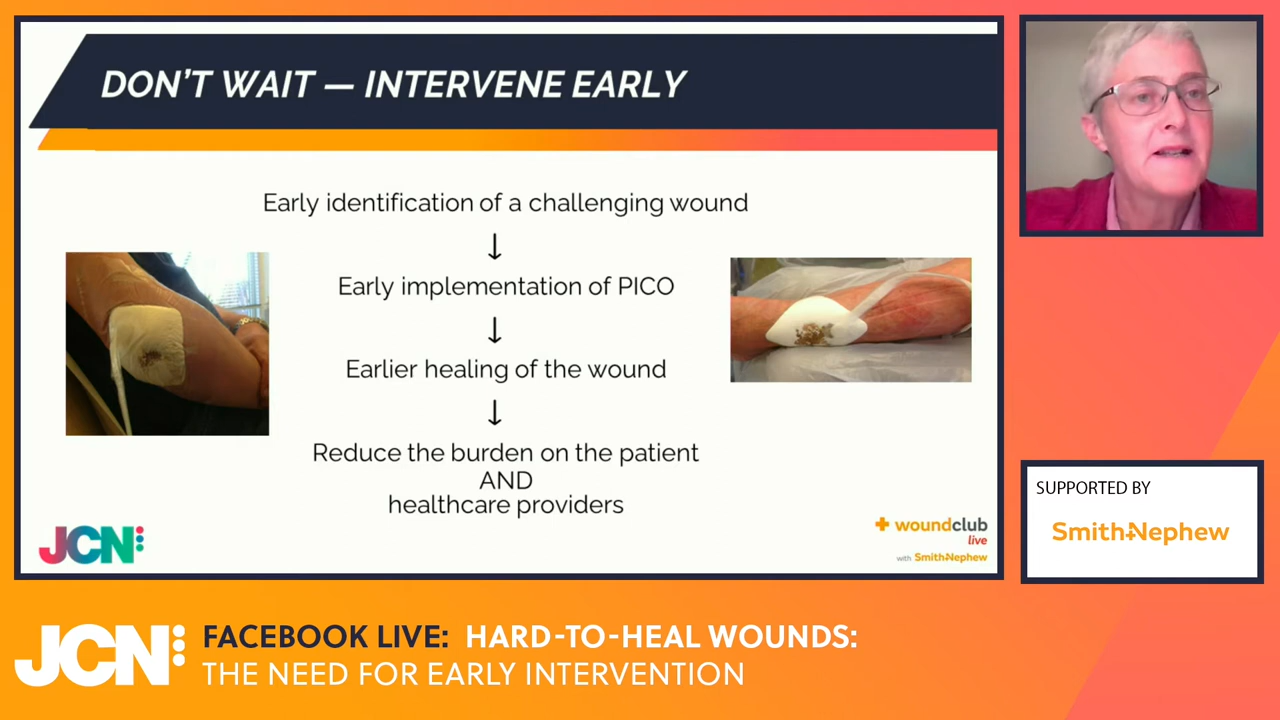 DON'T WAIT — INTERVENE EARLY
Early identification of a challenging wound
↓
Early implementation of PICO
↓
Earlier healing of the wound
↓
Reduce the burden on the patient
AND
healthcare providers
JCN
woundclub
live
with Smith+Nephew
SUPPORTED BY
Smith+Nephew
JCN
FACEBOOK LIVE: HARD-TO-HEAL WOUNDS:
THE NEED FOR EARLY INTERVENTION